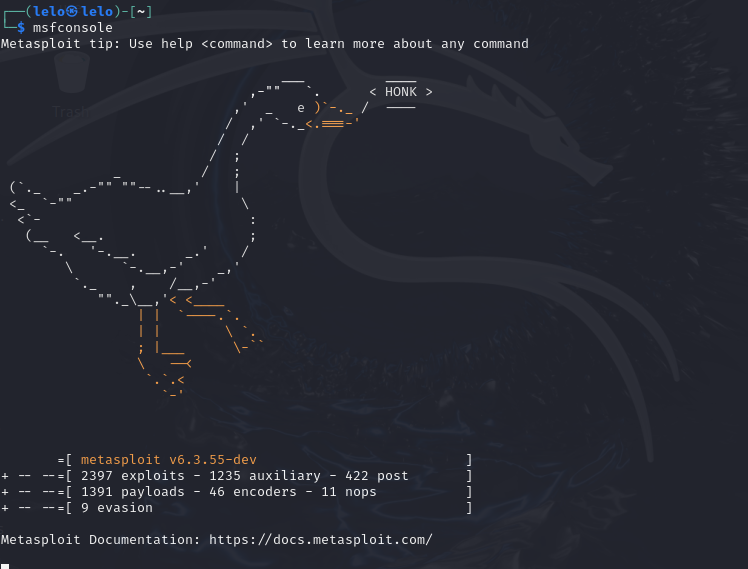 ┌──(lelo㉿lelo)-[~]
└─$ msfconsole
Metasploit tip: Use help <command> to learn more about any command
< HONK >
=[ metasploit v6.3.55-dev ]
+ -- --=[ 2397 exploits - 1235 auxiliary - 422 post ]
+ -- --=[ 1391 payloads - 46 encoders - 11 nops ]
+ -- --=[ 9 evasion ]
Metasploit Documentation: https://docs.metasploit.com/
Trash